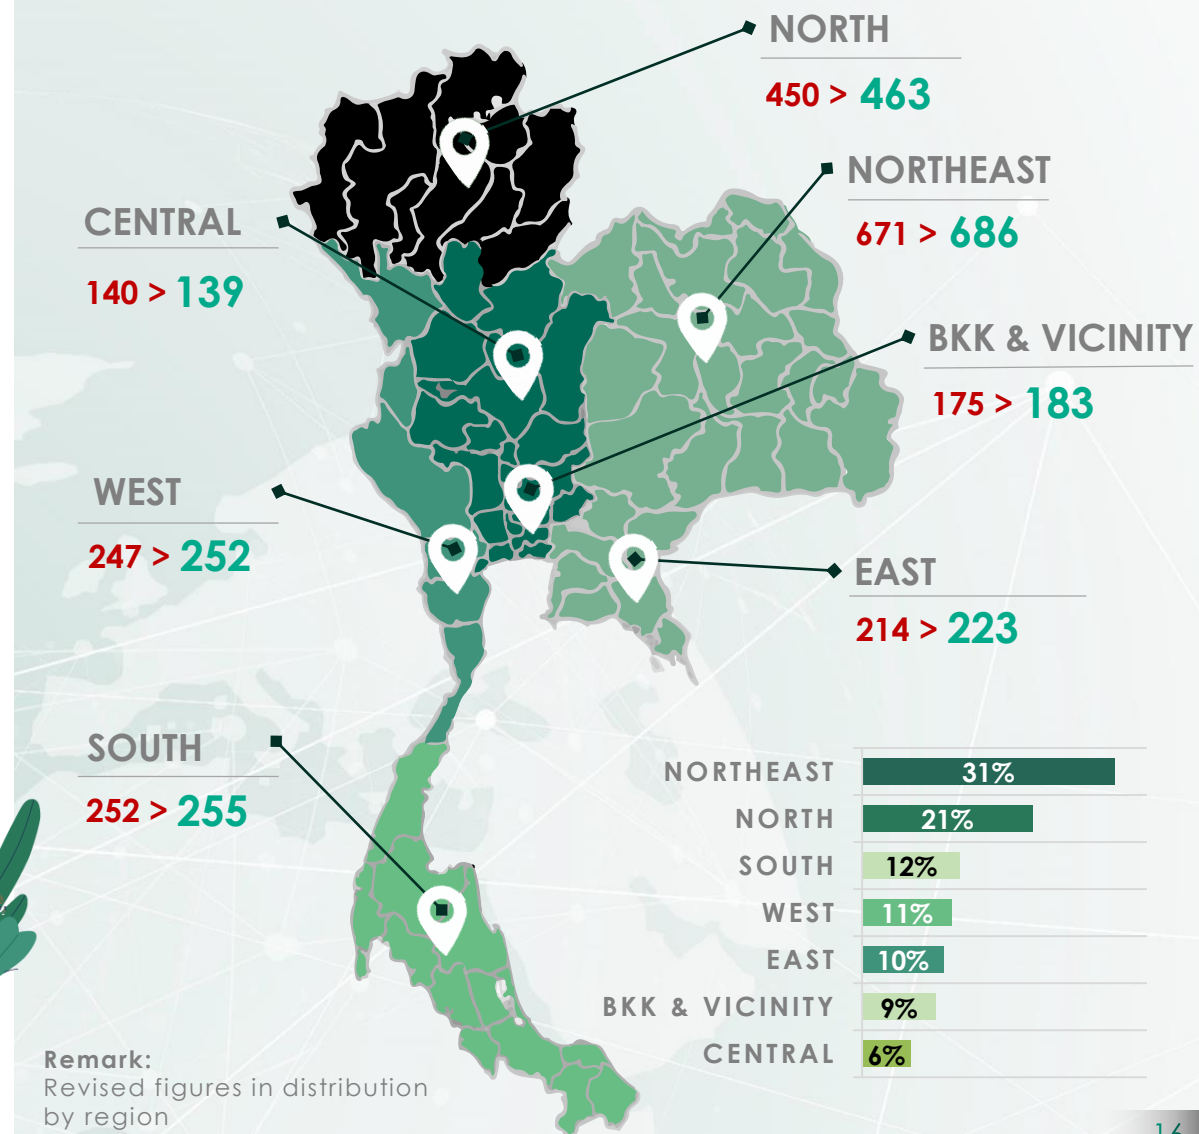 NORTH
450 > 463
NORTHEAST
671 > 686
CENTRAL
140 > 139
BKK & VICINITY
175 > 183
WEST
247 > 252
EAST
214 > 223
SOUTH
252 > 255
NORTHEAST 31%
NORTH 21%
SOUTH 12%
WEST 11%
EAST 10%
BKK & VICINITY 9%
CENTRAL 6%
Remark:
Revised figures in distribution
by region
16